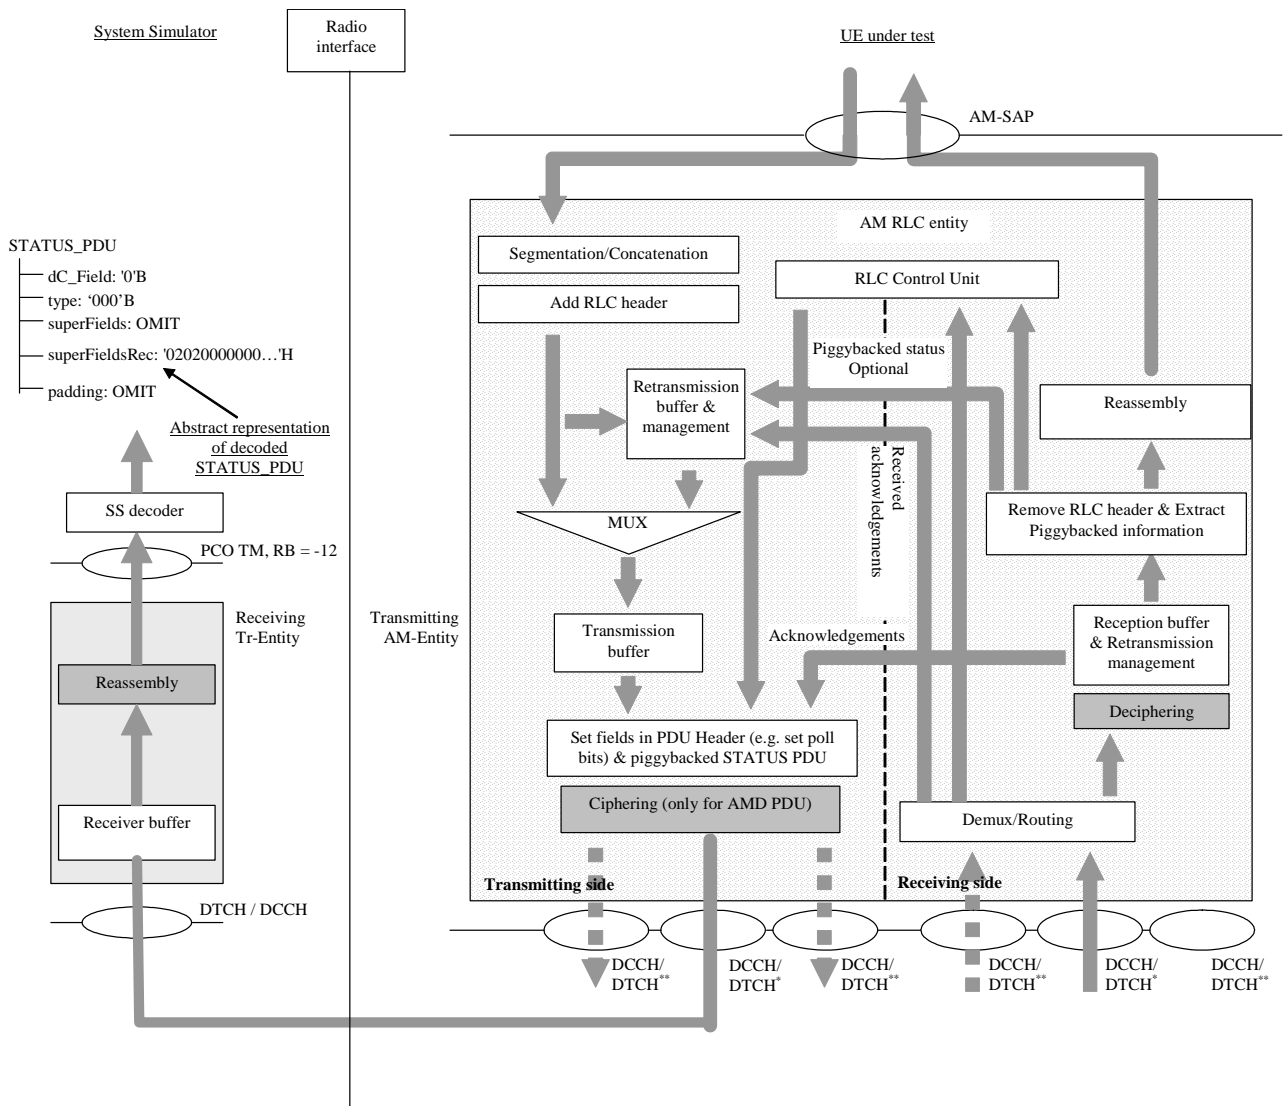 System Simulator
Radio
interface
UE under test
AM-SAP
AM RLC entity
STATUS_PDU
dC_Field: '0'B
type: ‘000’B
superFields: OMIT
superFieldsRec: '02020000000…'H
padding: OMIT
Abstract representation
of decoded
STATUS_PDU
SS decoder
PCO TM, RB = -12
Receiving
Tr-Entity
Reassembly
Receiver buffer
DTCH / DCCH
Transmitting
AM-Entity
Segmentation/Concatenation
Add RLC header
RLC Control Unit
Piggybacked status
Optional
Retransmission
buffer &
management
Reassembly
Received
acknowledgements
MUX
Remove RLC header & Extract
Piggybacked information
Transmission
buffer
Acknowledgements
Reception buffer
& Retransmission
management
Deciphering
Set fields in PDU Header (e.g. set poll
bits) & piggybacked STATUS PDU
Ciphering (only for AMD PDU)
Demux/Routing
Transmitting side
Receiving side
DCCH/
DTCH**
DCCH/
DTCH*
DCCH/
DTCH**
DCCH/
DTCH**
DCCH/
DTCH*
DCCH/
DTCH**